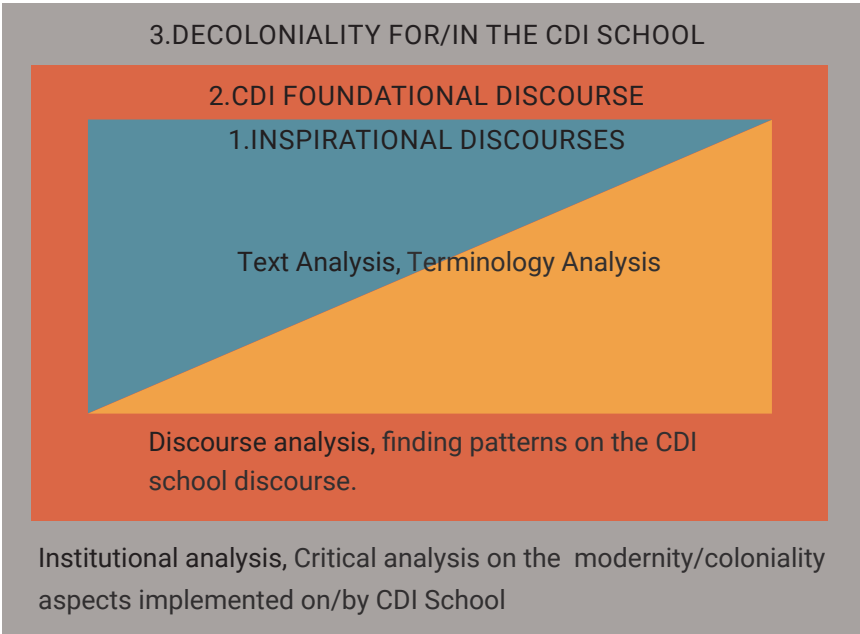 3.DECOLONIALITY FOR/IN THE CDI SCHOOL
2.CDI FOUNDATIONAL DISCOURSE
1.INSPIRATIONAL DISCOURSES
Text Analysis, Terminology Analysis
Discourse analysis, finding patterns on the CDI
school discourse.
Institutional analysis, Critical analysis on the modernity/coloniality
aspects implemented on/by CDI School